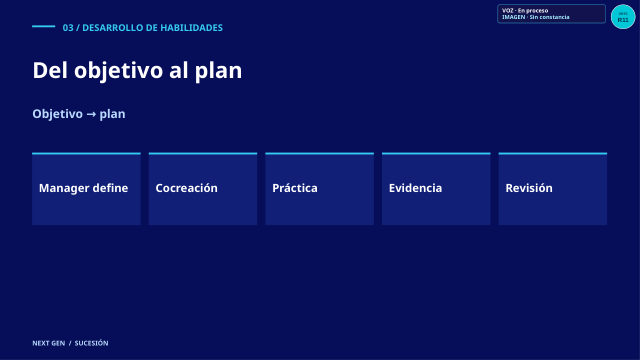 03 / DESARROLLO DE HABILIDADES
VOZ · En proceso
IMAGEN · Sin constancia
R11
Del objetivo al plan
Objetivo → plan
Manager define
Cocreación
Práctica
Evidencia
Revisión
NEXT GEN / SUCESIÓN